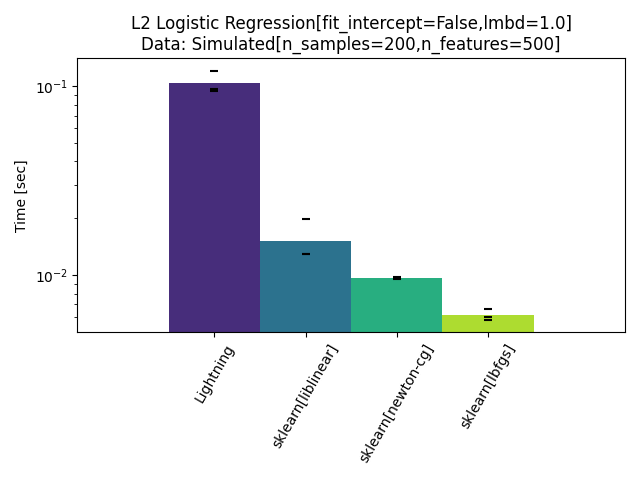 L2 Logistic Regression[fit_intercept=False,lmbd=1.0]
Data: Simulated[n_samples=200,n_features=500]
Time [sec]
10⁻¹
10⁻²
Lightning
sklearn[liblinear]
sklearn[newton-cg]
sklearn[lbfgs]